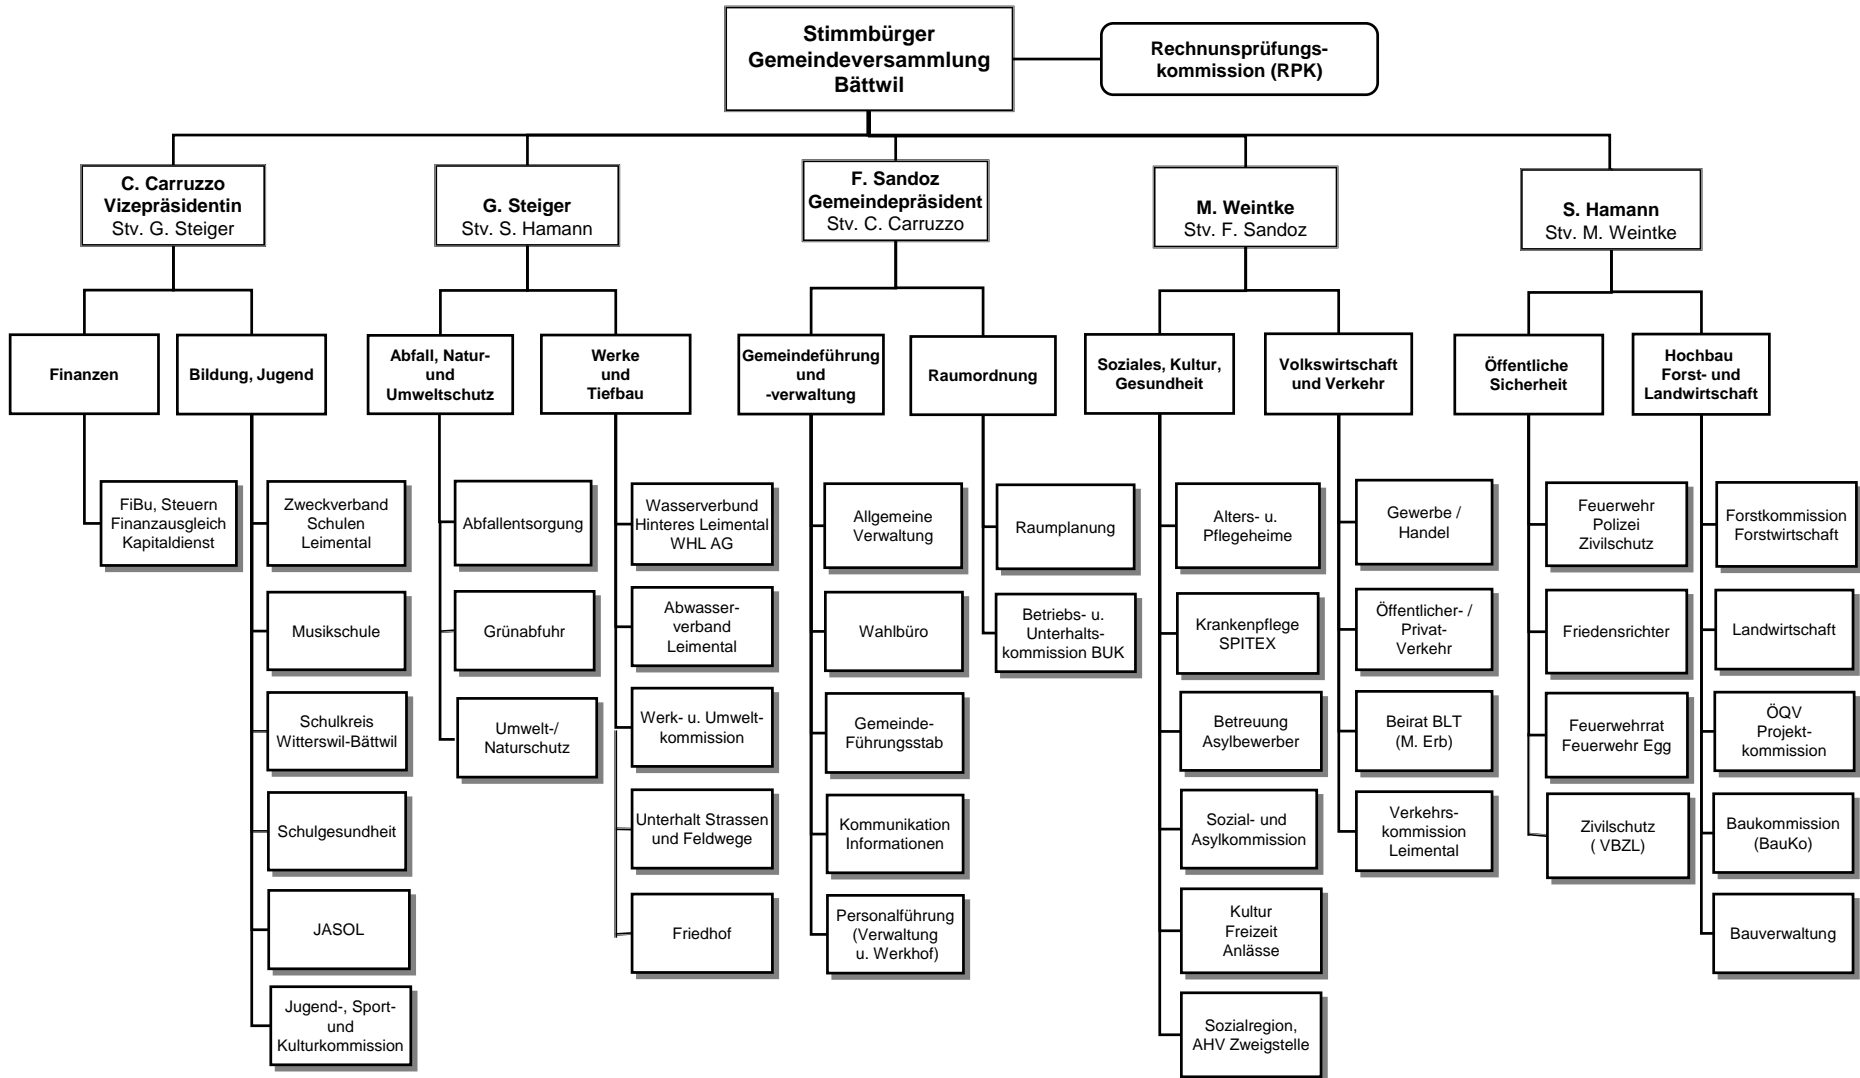 Stimmbürger
Gemeindeversammlung
Bättwil
Rechnunsprüfungs-
kommission (RPK)
C. Carruzzo
Vizepräsidentin
Stv. G. Steiger
G. Steiger
Stv. S. Hamann
F. Sandoz
Gemeindepräsident
Stv. C. Carruzzo
M. Weintke
Stv. F. Sandoz
S. Hamann
Stv. M. Weintke
Finanzen
Bildung, Jugend
Abfall, Natur-
und
Umweltschutz
Werke
und
Tiefbau
Gemeindeführung
und
-verwaltung
Raumordnung
Soziales, Kultur,
Gesundheit
Volkswirtschaft
und Verkehr
Öffentliche
Sicherheit
Hochbau
Forst- und
Landwirtschaft
FiBu, Steuern
Finanzausgleich
Kapitaldienst
Zweckverband
Schulen
Leimental
Musikschule
Schulkreis
Witterswil-Bättwil
Schulgesundheit
JASOL
Jugend-, Sport-
und
Kulturkommission
Abfallentsorgung
Grünabfuhr
Umwelt-/
Naturschutz
Wasserverbund
Hinteres Leimental
WHL AG
Abwasser-
verband
Leimental
Werk- u. Umwelt-
kommission
Unterhalt Strassen
und Feldwege
Friedhof
Allgemeine
Verwaltung
Wahlbüro
Gemeinde-
Führungsstab
Kommunikation
Informationen
Personalführung
(Verwaltung
u. Werkhof)
Raumplanung
Betriebs- u.
Unterhalts-
kommission BUK
Alters- u.
Pflegeheime
Krankenpflege
SPITEX
Betreuung
Asylbewerber
Sozial- und
Asylkommission
Kultur
Freizeit
Anlässe
Sozialregion,
AHV Zweigstelle
Gewerbe /
Handel
Öffentlicher- /
Privat-
Verkehr
Beirat BLT
(M. Erb)
Verkehrs-
kommission
Leimental
Feuerwehr
Polizei
Zivilschutz
Friedensrichter
Feuerwehrrat
Feuerwehr Egg
Zivilschutz
( VBZL)
Forstkommission
Forstwirtschaft
Landwirtschaft
ÖQV
Projekt-
kommission
Baukommission
(BauKo)
Bauverwaltung